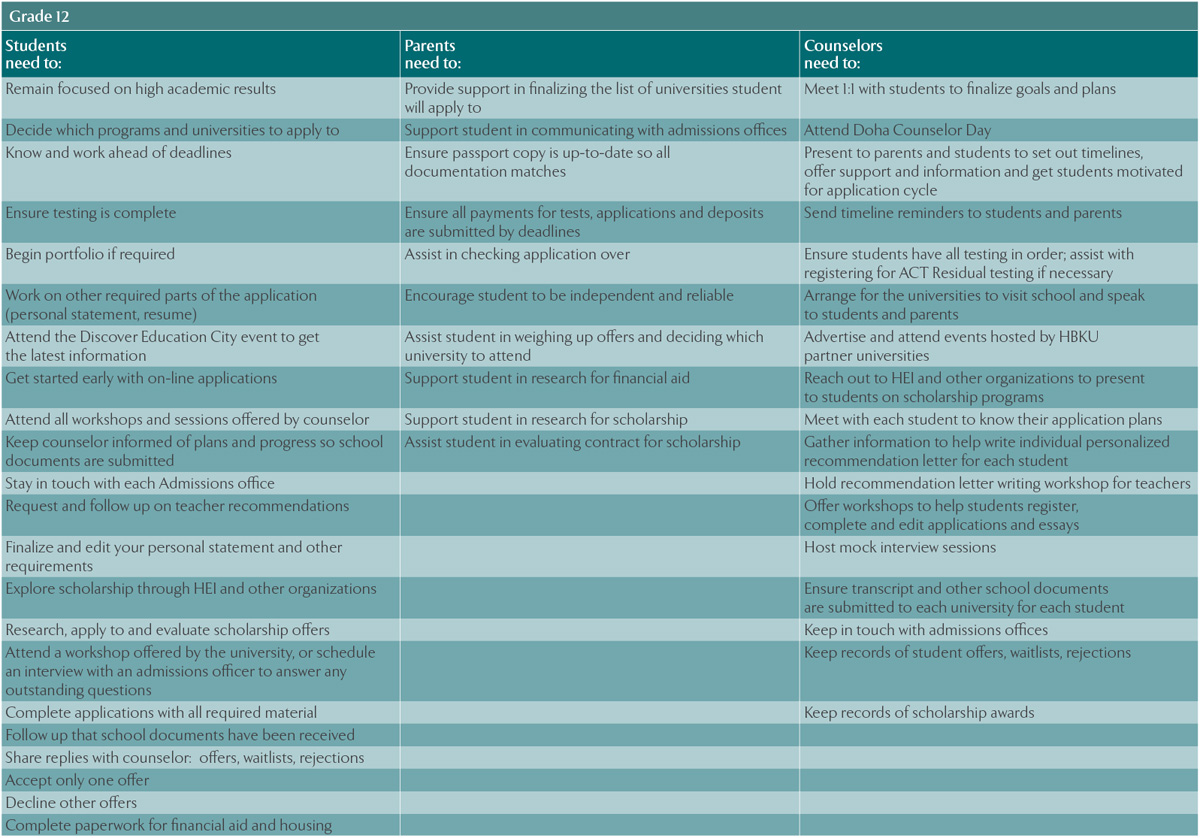 Grade 12
Students
need to:
Parents
need to:
Counselors
need to:
Remain focused on high academic results
Provide support in finalizing the list of universities student
will apply to
Meet 1:1 with students to finalize goals and plans
Decide which programs and universities to apply to
Support student in communicating with admissions offices
Attend Doha Counselor Day
Know and work ahead of deadlines
Ensure passport copy is up-to-date so all
documentation matches
Present to parents and students to set out timelines,
offer support and information and get students motivated
for application cycle
Ensure testing is complete
Ensure all payments for tests, applications and deposits
are submitted by deadlines
Send timeline reminders to students and parents
Begin portfolio if required
Assist in checking application over
Ensure students have all testing in order; assist with
registering for ACT Residual testing if necessary
Work on other required parts of the application
(personal statement, resume)
Encourage student to be independent and reliable
Arrange for the universities to visit school and speak
to students and parents
Attend the Discover Education City event to get
the latest information
Assist student in weighing up offers and deciding which
university to attend
Advertise and attend events hosted by HBKU
partner universities
Get started early with on-line applications
Support student in research for financial aid
Reach out to HEI and other organizations to present
to students on scholarship programs
Attend all workshops and sessions offered by counselor
Support student in research for scholarship
Meet with each student to know their application plans
Keep counselor informed of plans and progress so school
documents are submitted
Assist student in evaluating contract for scholarship
Gather information to help write individual personalized
recommendation letter for each student
Stay in touch with each Admissions office
Hold recommendation letter writing workshop for teachers
Request and follow up on teacher recommendations
Offer workshops to help students register,
complete and edit applications and essays
Finalize and edit your personal statement and other
requirements
Host mock interview sessions
Explore scholarship through HEI and other organizations
Ensure transcript and other school documents
are submitted to each university for each student
Research, apply to and evaluate scholarship offers
Keep in touch with admissions offices
Attend a workshop offered by the university, or schedule
an interview with an admissions officer to answer any
outstanding questions
Keep records of student offers, waitlists, rejections
Complete applications with all required material
Keep records of scholarship awards
Follow up that school documents have been received
Share replies with counselor:  offers, waitlists, rejections
Accept only one offer
Decline other offers
Complete paperwork for financial aid and housing